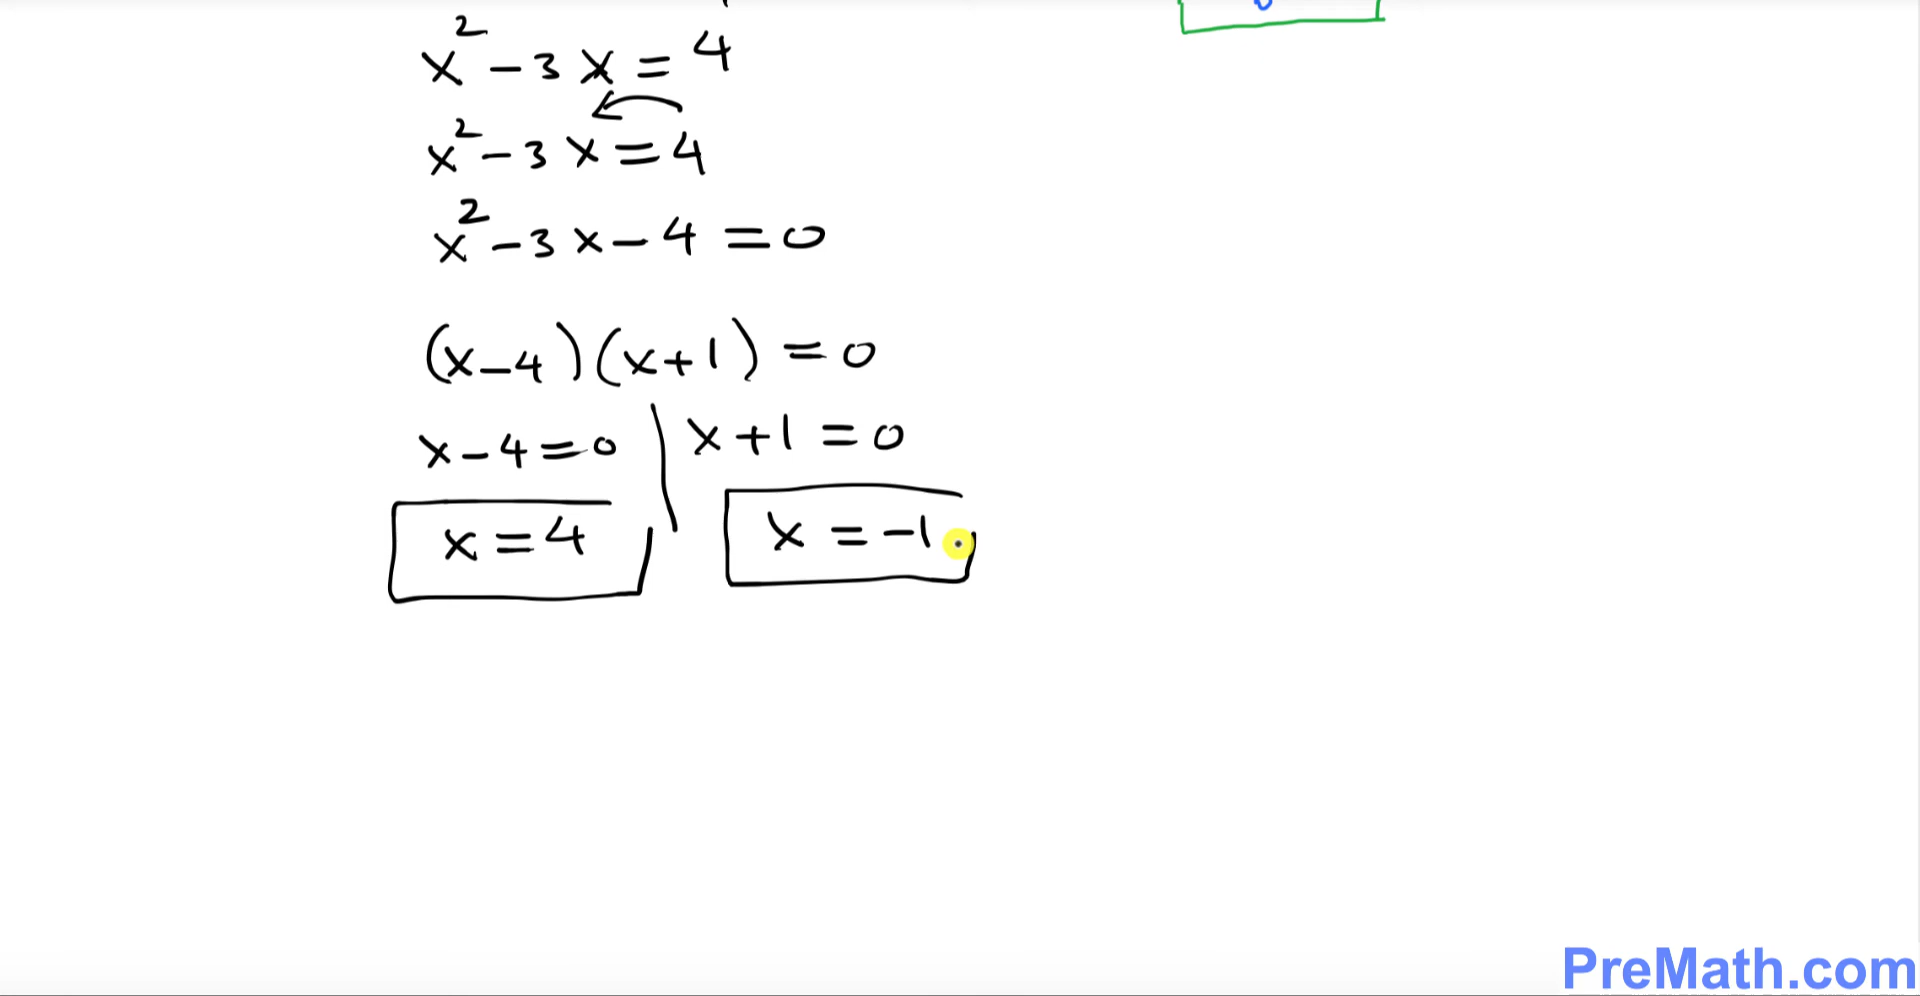 x² - 3x = 4
x² - 3x = 4
x² - 3x - 4 = 0
(x - 4)(x + 1) = 0
x - 4 = 0 | x + 1 = 0
x = 4 x = -1
PreMath.com